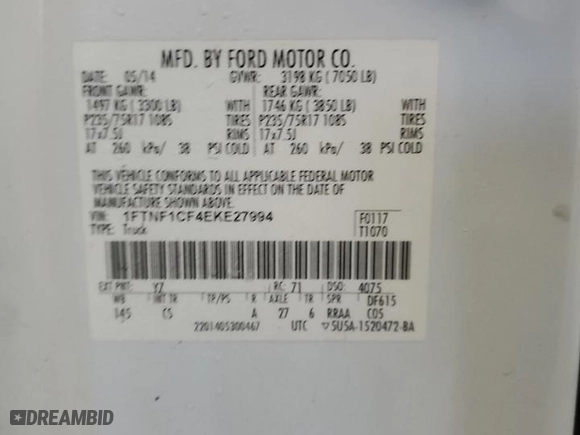 MFD. BY FORD MOTOR CO.
DATE: 05/14 GVWR: 3198 KG (7050 LB)
FRONT GAWR: REAR GAWR:
1497 KG (3300 LB) WITH 1746 KG (3850 LB) WITH
P235/75R17 108S TIRES P235/75R17 108S TIRES
17x7.5J RIMS 17x7.5J RIMS
AT 260 kPa/ 38 PSI COLD AT 260 kPa/ 38 PSI COLD
THIS VEHICLE CONFORMS TO ALL APPLICABLE FEDERAL MOTOR
VEHICLE SAFETY STANDARDS IN EFFECT ON THE DATE OF
MANUFACTURE SHOWN ABOVE.
VIN: 1FTNF1CF4EKE27994 F0117
TYPE: Truck T1070
EXT PNT: YZ RC: 71 DSO: 4075
WB INT TR TP/PS R AXLE TR SPR DF615
145 CS A 27 6 RRAA C05
2201405300467 UTC ▽5U5A-1520472-BA
DREAMBID